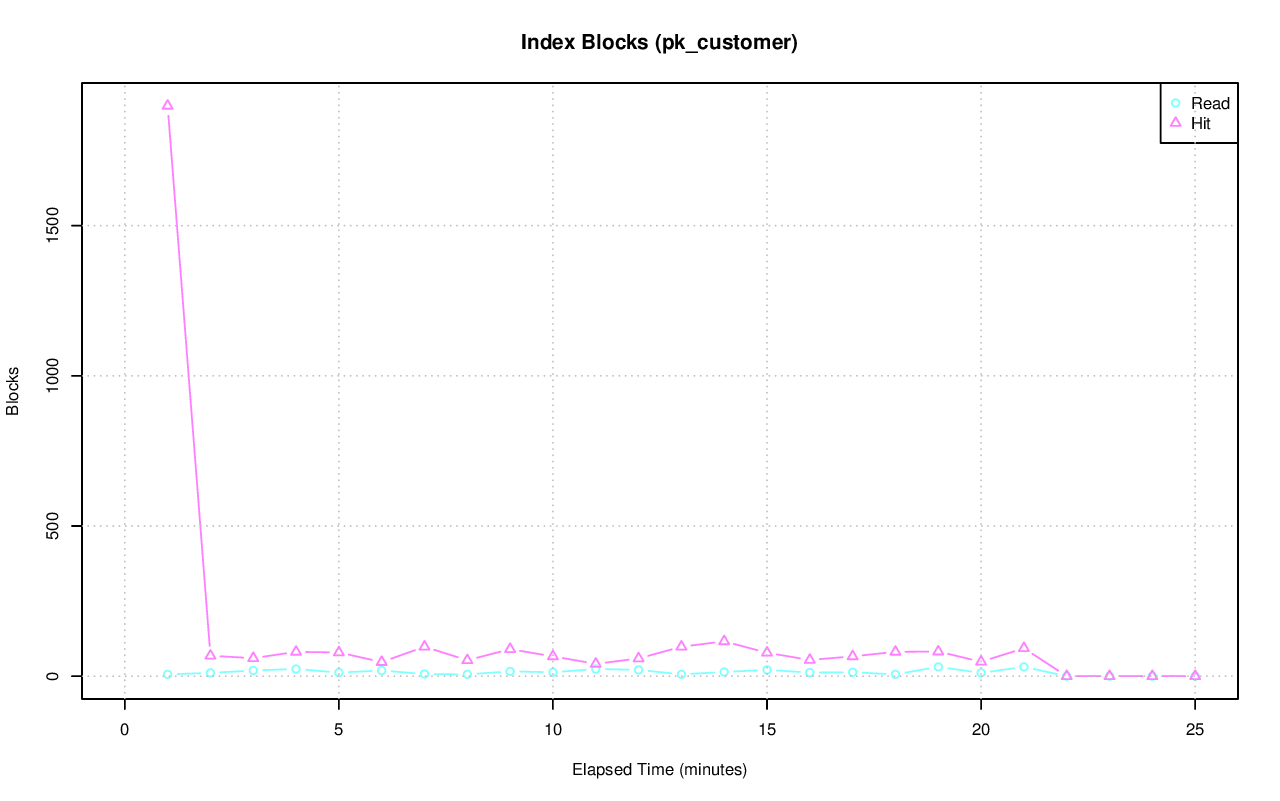 Index Blocks (pk_customer)
Read
Hit
Blocks
1500
1000
500
0
0 5 10 15 20 25
Elapsed Time (minutes)